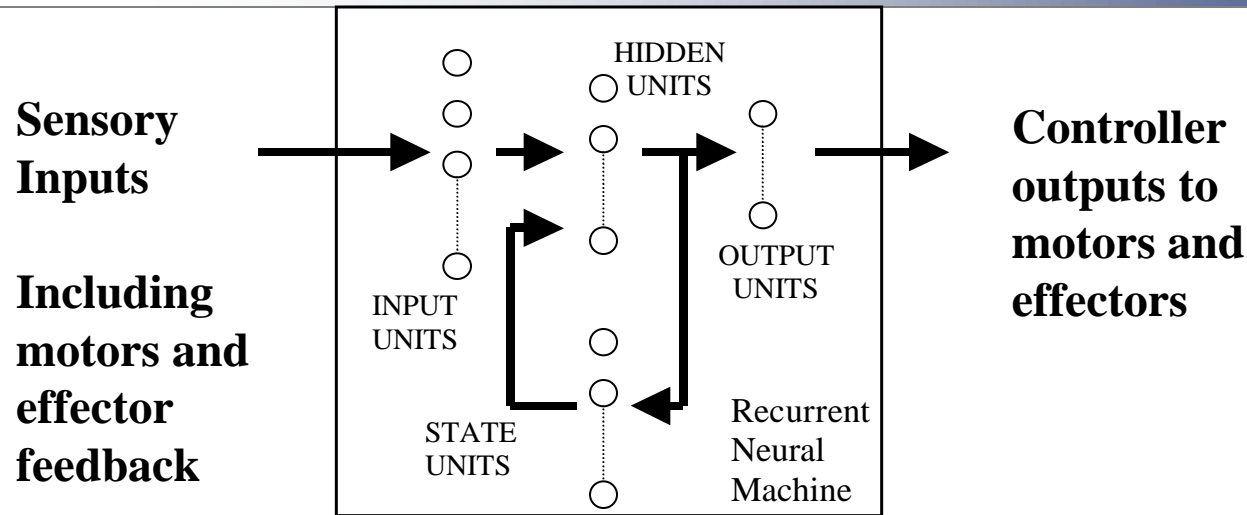 Sensory
Inputs
Including
motors and
effector
feedback
INPUT
UNITS
HIDDEN
UNITS
STATE
UNITS
OUTPUT
UNITS
Recurrent
Neural
Machine
Controller
outputs to
motors and
effectors